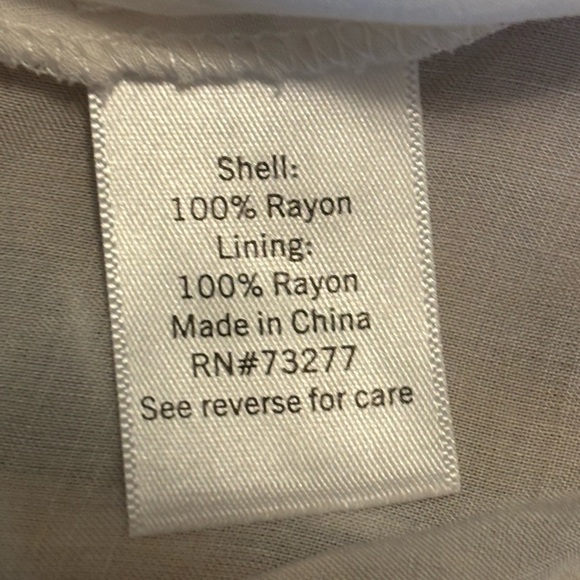 Shell:
100% Rayon
Lining:
100% Rayon
Made in China
RN#73277
See reverse for care